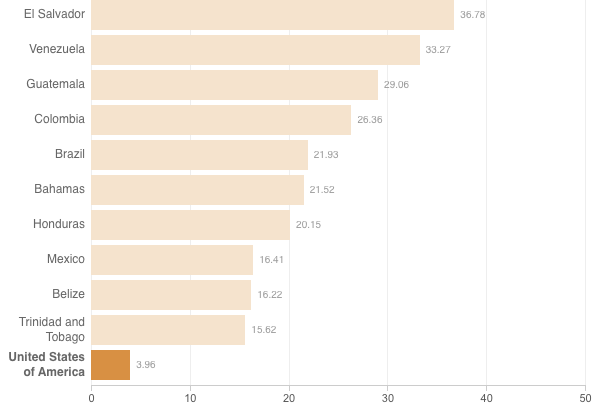 El Salvador 36.78
Venezuela 33.27
Guatemala 29.06
Colombia 26.36
Brazil 21.93
Bahamas 21.52
Honduras 20.15
Mexico 16.41
Belize 16.22
Trinidad and
Tobago 15.62
United States
of America 3.96
0 10 20 30 40 50